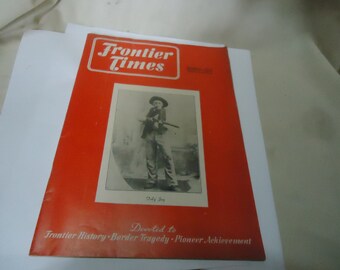 Frontier
Times
Devoted to
Frontier History • Border Tragedy • Pioneer Achievement